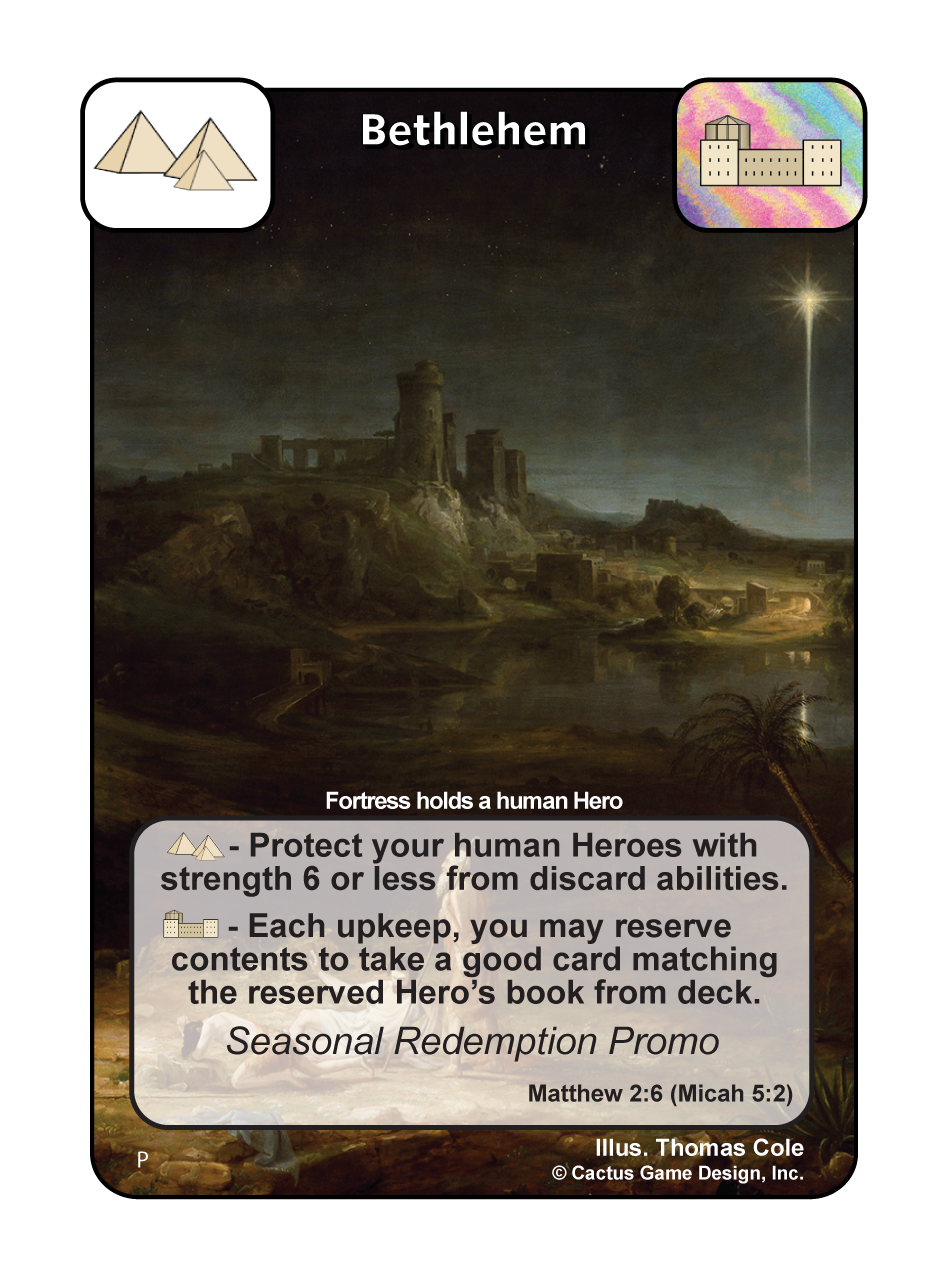 Bethlehem
Fortress holds a human Hero
- Protect your human Heroes with
strength 6 or less from discard abilities.
- Each upkeep, you may reserve
contents to take a good card matching
the reserved Hero’s book from deck.
Seasonal Redemption Promo
Matthew 2:6 (Micah 5:2)
P
Illus. Thomas Cole
© Cactus Game Design, Inc.